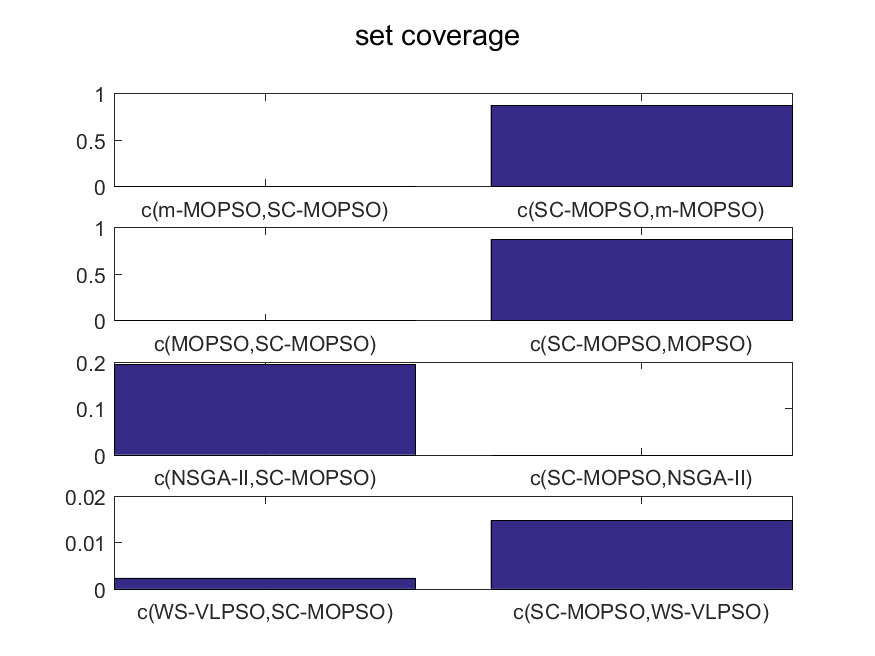 set coverage
1
0.5
0
c(m-MOPSO,SC-MOPSO) c(SC-MOPSO,m-MOPSO)
1
0.5
0
c(MOPSO,SC-MOPSO) c(SC-MOPSO,MOPSO)
0.2
0.1
0
c(NSGA-II,SC-MOPSO) c(SC-MOPSO,NSGA-II)
0.02
0.01
0
c(WS-VLPSO,SC-MOPSO) c(SC-MOPSO,WS-VLPSO)